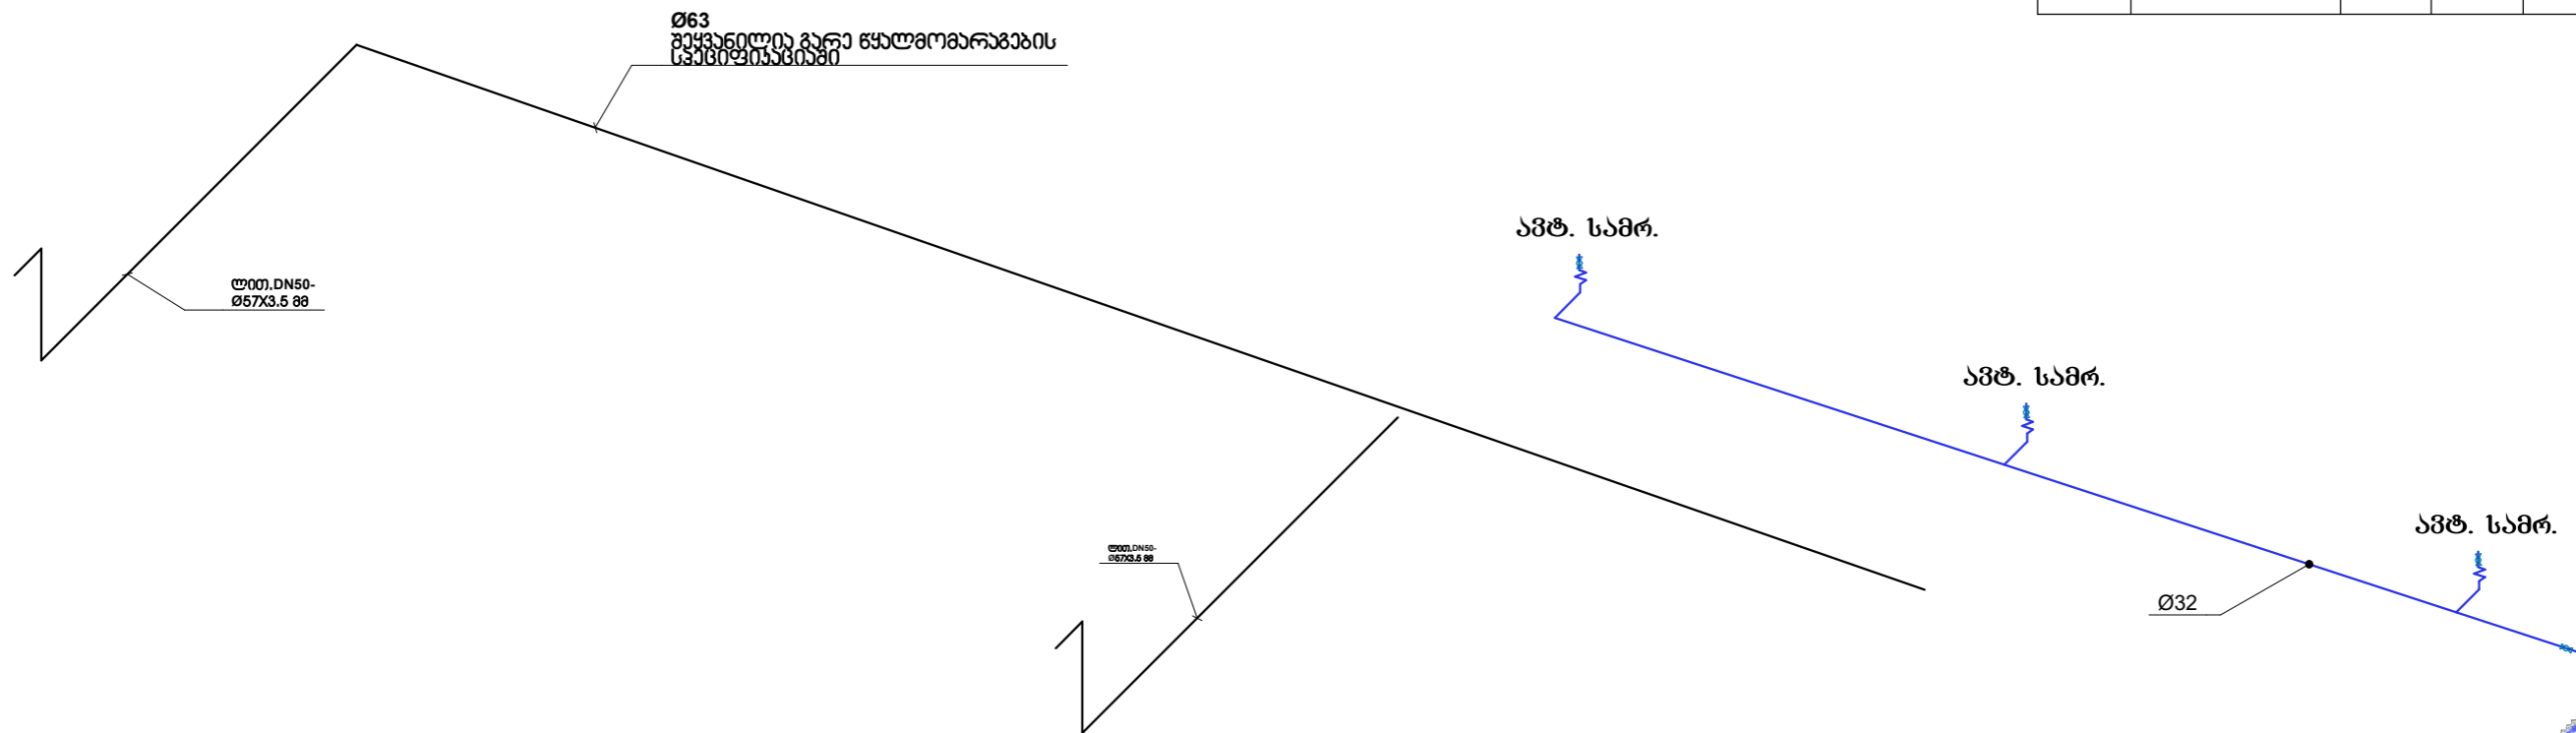 Ø63
შეყვანილია გარე წყალმომარაგების
სპეციფიკაციაში
ლით.DN50-
Ø57X3.5 მმ
ავტ. სამრ.
ავტ. სამრ.
ავტ. სამრ.
ლით.DN50-
Ø57X3.5 მმ
Ø32